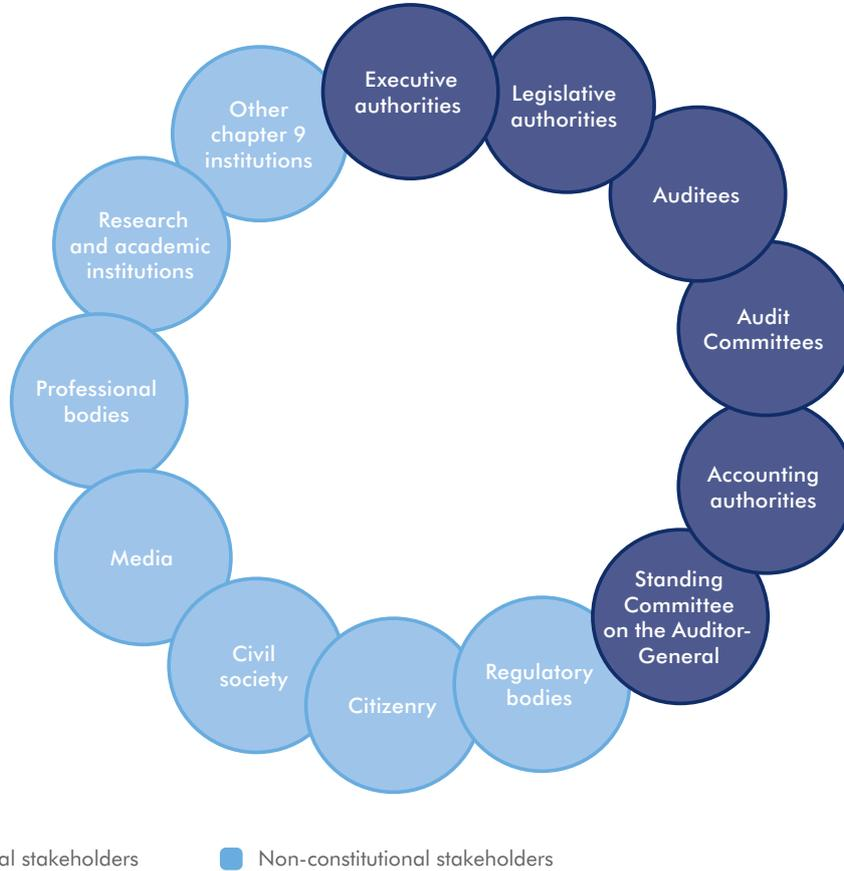 Executive
authorities
Legislative
authorities
Auditees
Audit
Committees
Accounting
authorities
Standing
Committee
on the Auditor-
General
Regulatory
bodies
Citizenry
Civil
society
Media
Professional
bodies
Research
and academic
institutions
Other
chapter 9
institutions
al stakeholders
Non-constitutional stakeholders